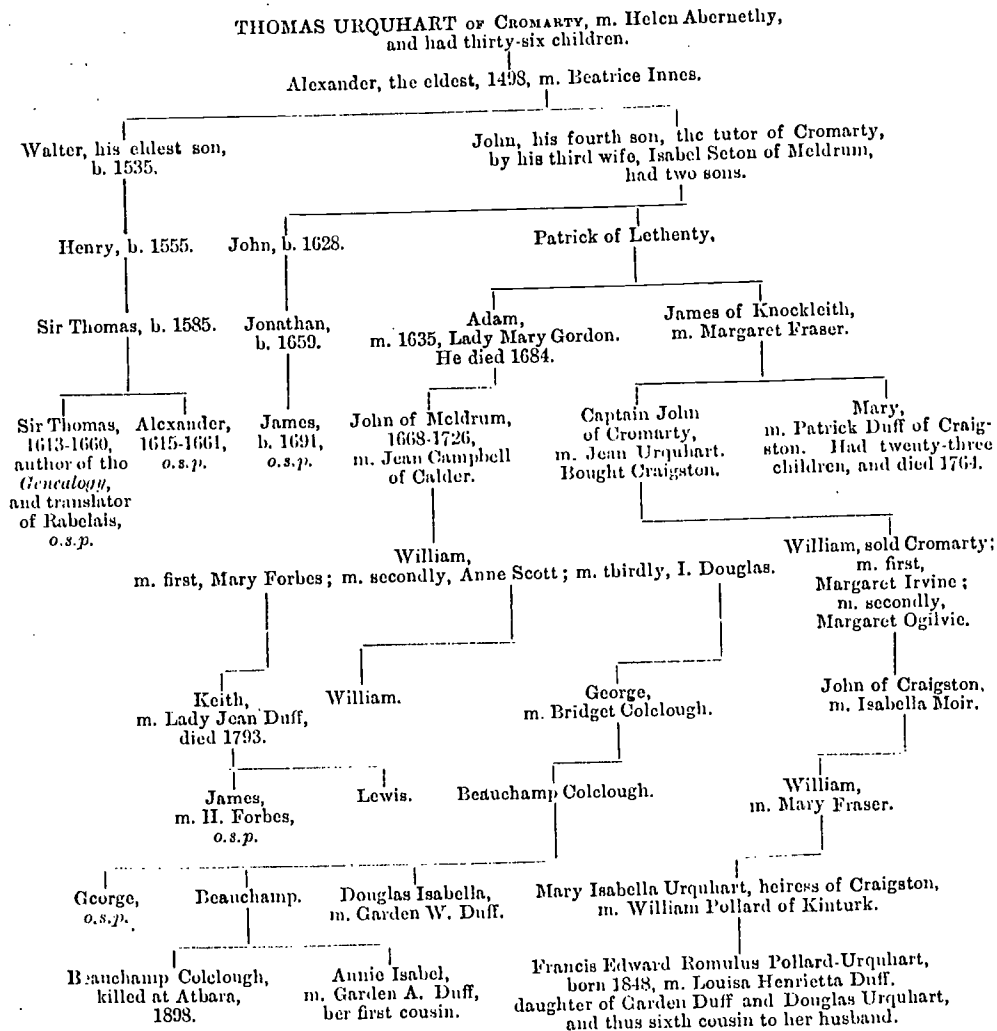 THOMAS URQUHART OF CROMARTY, m. Helen Abernethy,
and had thirty-six children.
Alexander, the eldest, 1498, m. Beatrice Innes.
Walter, his eldest son,
b. 1535.
John, his fourth son, the tutor of Cromarty,
by his third wife, Isabel Seton of Meldrum,
had two sons.
Henry, b. 1555.
John, b. 1628.
Patrick of Lethenty.
Sir Thomas, b. 1585.
Jonathan,
b. 1659.
Adam,
m. 1635, Lady Mary Gordon.
He died 1684.
James of Knockleith,
m. Margaret Fraser.
Sir Thomas,
1613-1660,
author of the
Genealogy,
and translator
of Rabelais,
o.s.p.
Alexander,
1615-1661,
o.s.p.
James,
b. 1691,
o.s.p.
John of Meldrum,
1668-1726,
m. Jean Campbell
of Calder.
Captain John
of Cromarty,
m. Jean Urquhart.
Bought Craigston.
Mary,
m. Patrick Duff of Craig-
ston. Had twenty-three
children, and died 1764.
William,
m. first, Mary Forbes; m. secondly, Anne Scott; m. thirdly, I. Douglas.
William, sold Cromarty;
m. first,
Margaret Irvine;
m. secondly,
Margaret Ogilvie.
Keith,
m. Lady Jean Duff,
died 1793.
William.
George,
m. Bridget Colclough.
John of Craigston,
m. Isabella Moir.
James,
m. H. Forbes,
o.s.p.
Lewis.
Beauchamp Colclough.
William,
m. Mary Fraser.
George,
o.s.p.
Beauchamp.
Douglas Isabella,
m. Garden W. Duff.
Mary Isabella Urquhart, heiress of Craigston,
m. William Pollard of Kinturk.
Beauchamp Colclough,
killed at Atbara,
1898.
Annie Isabel,
m. Garden A. Duff,
her first cousin.
Francis Edward Romulus Pollard-Urquhart,
born 1848, m. Louisa Henrietta Duff,
daughter of Garden Duff and Douglas Urquhart,
and thus sixth cousin to her husband.